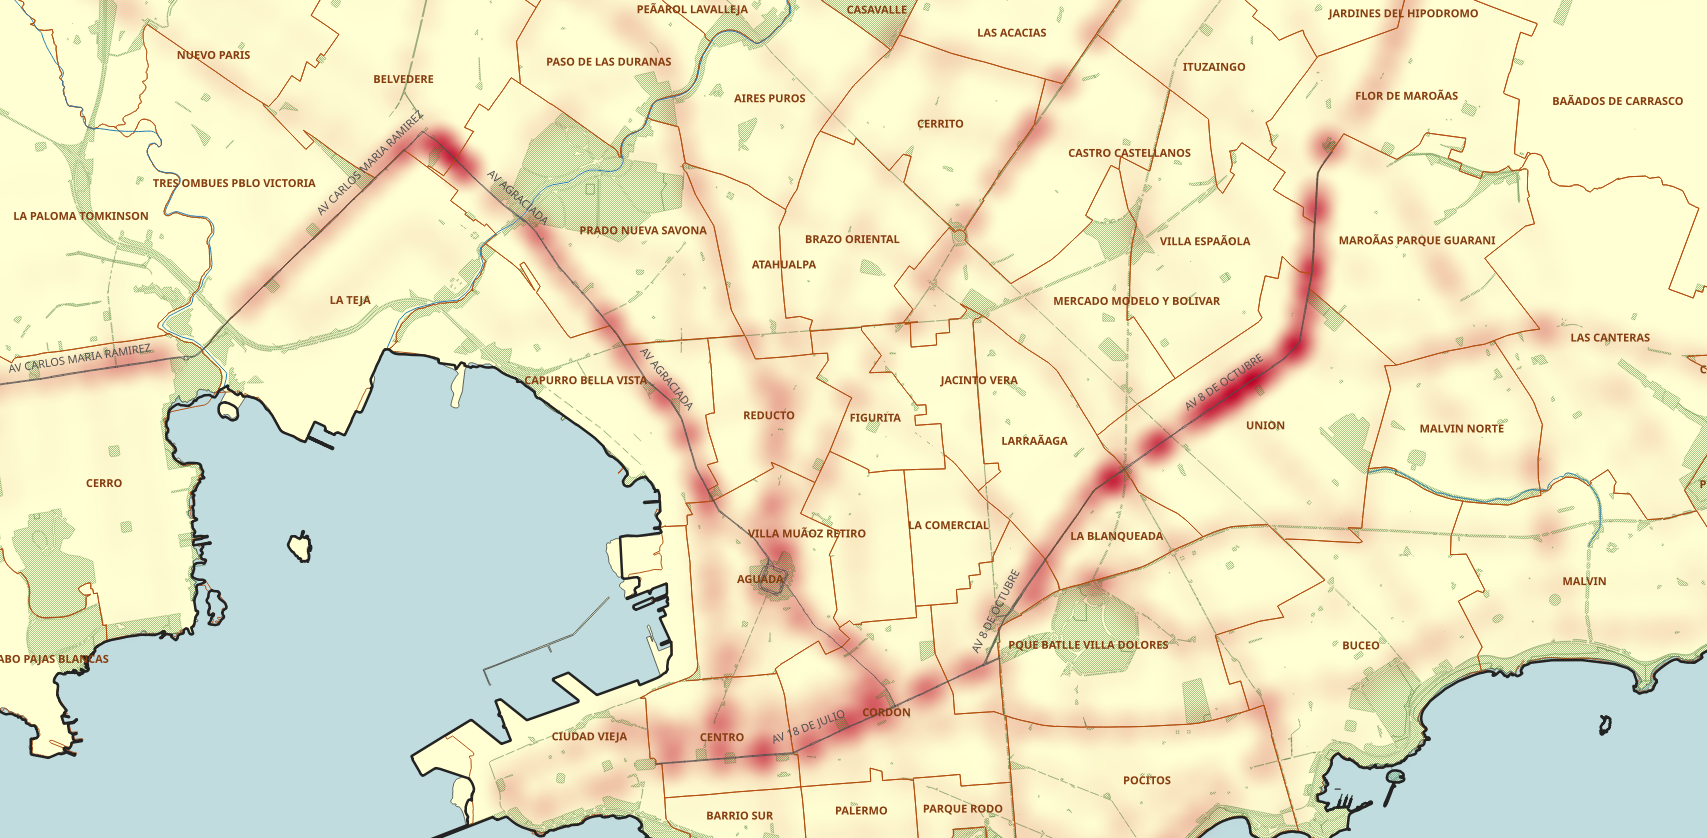 PEÑAROL LAVALLEJA
CASAVALLE
JARDINES DEL HIPODROMO
LAS ACACIAS
NUEVO PARIS
PASO DE LAS DURANAS
ITUZAINGO
BELVEDERE
AIRES PUROS
FLOR DE MAROÃAS
BAÃADOS DE CARRASCO
CERRITO
AV CARLOS MARIA RAMIREZ
CASTRO CASTELLANOS
TRES OMBUES PBLO VICTORIA
AV AGRACIADA
LA PALOMA TOMKINSON
PRADO NUEVA SAVONA
BRAZO ORIENTAL
VILLA ESPAÃOLA
MAROÃAS PARQUE GUARANI
ATAHUALPA
LA TEJA
MERCADO MODELO Y BOLIVAR
LAS CANTERAS
AV CARLOS MARIA RAMIREZ
CAPURRO BELLA VISTA
AV AGRACIADA
JACINTO VERA
AV 8 DE OCTUBRE
REDUCTO
FIGURITA
UNION
MALVIN NORTE
LARRAÃAGA
CERRO
LA COMERCIAL
VILLA MUÃOZ RETIRO
LA BLANQUEADA
AGUADA
MALVIN
AV 8 DE OCTUBRE
PQUE BATLLE VILLA DOLORES
BUCEO
ABO PAJAS BLANCAS
CORDON
AV 18 DE JULIO
CIUDAD VIEJA
CENTRO
POCITOS
BARRIO SUR
PALERMO
PARQUE RODO